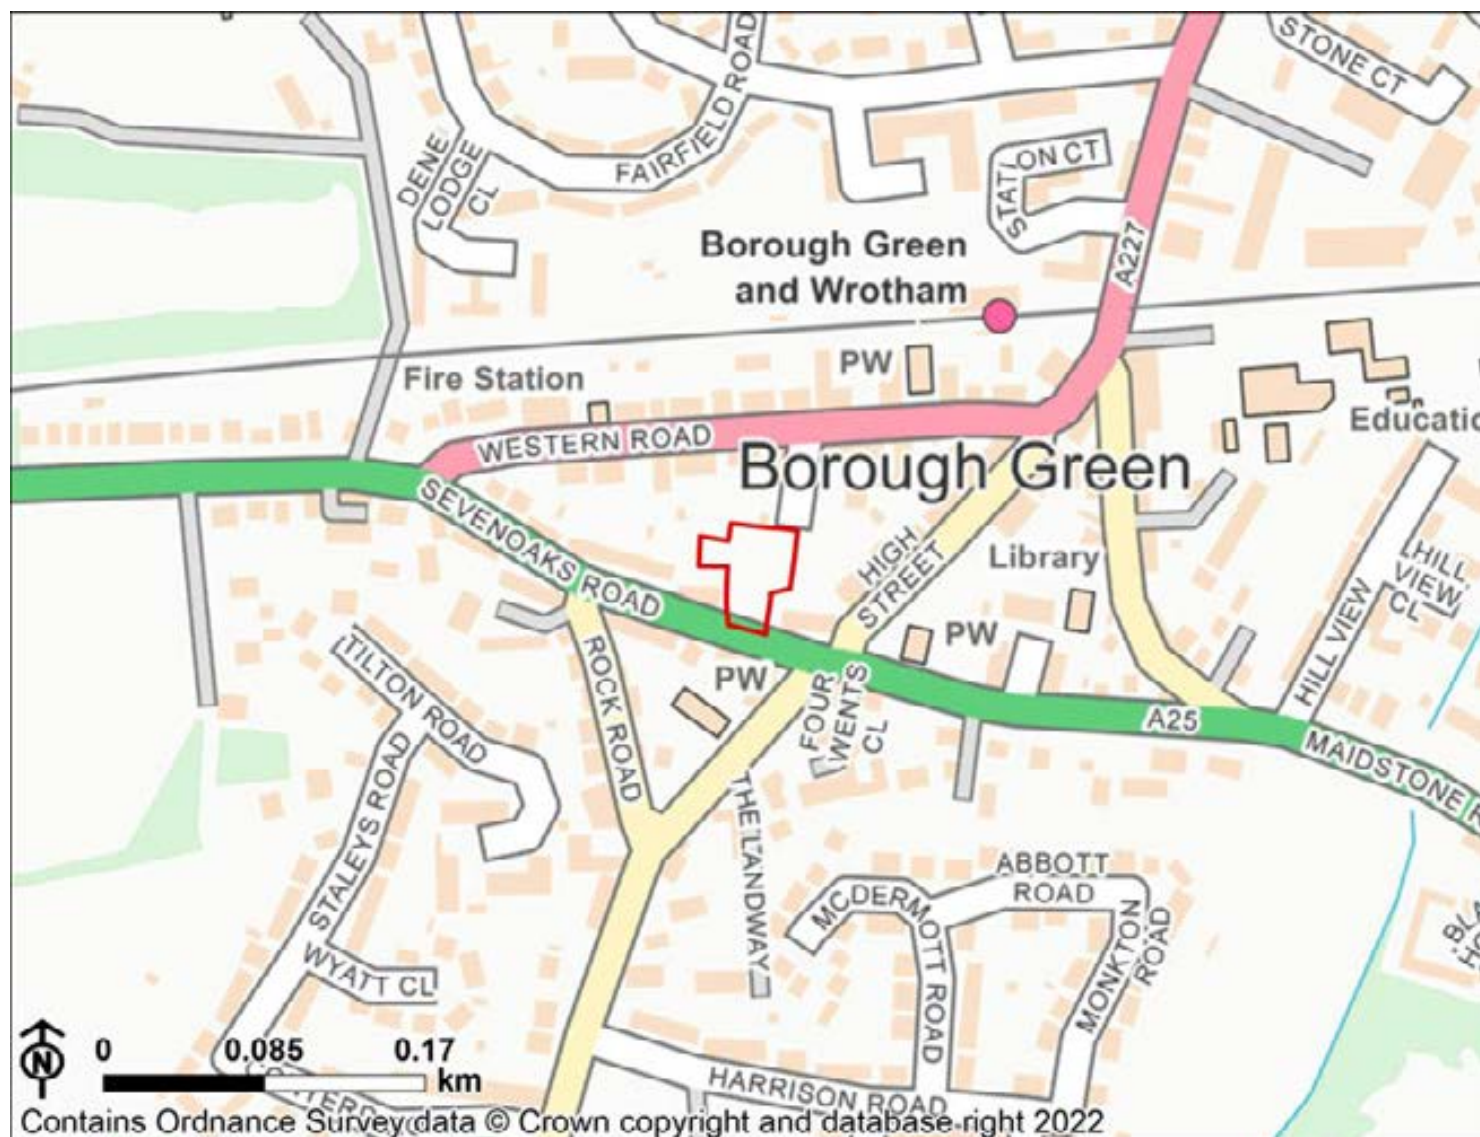 STONE CT
FAIRFIELD ROAD
DENE
LODGE
CL
STATION CT
A227
Borough Green
and Wrotham
PW
Fire Station
Educatio
WESTERN ROAD
Borough Green
SEVENOAKS ROAD
HIGH
STREET
Library
HILL
VIEW
CL
HILL VIEW
PW
PW
ROCK ROAD
TILTON ROAD
FOUR
WENTS
CL
A25
MAIDSTONE R
STALEYS ROAD
THE LANDWAY
ABBOTT
ROAD
MCDERMOTT ROAD
MONKTON
ROAD
WYATT CL
N
0 0.085 0.17
km
HARRISON ROAD
Contains Ordnance Survey data © Crown copyright and database right 2022